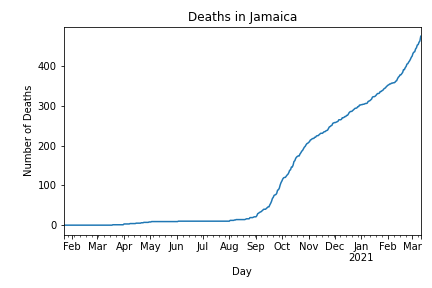 Deaths in Jamaica
Number of Deaths
400
300
200
100
0
Feb Mar Apr May Jun Jul Aug Sep Oct Nov Dec Jan Feb Mar
2021
Day